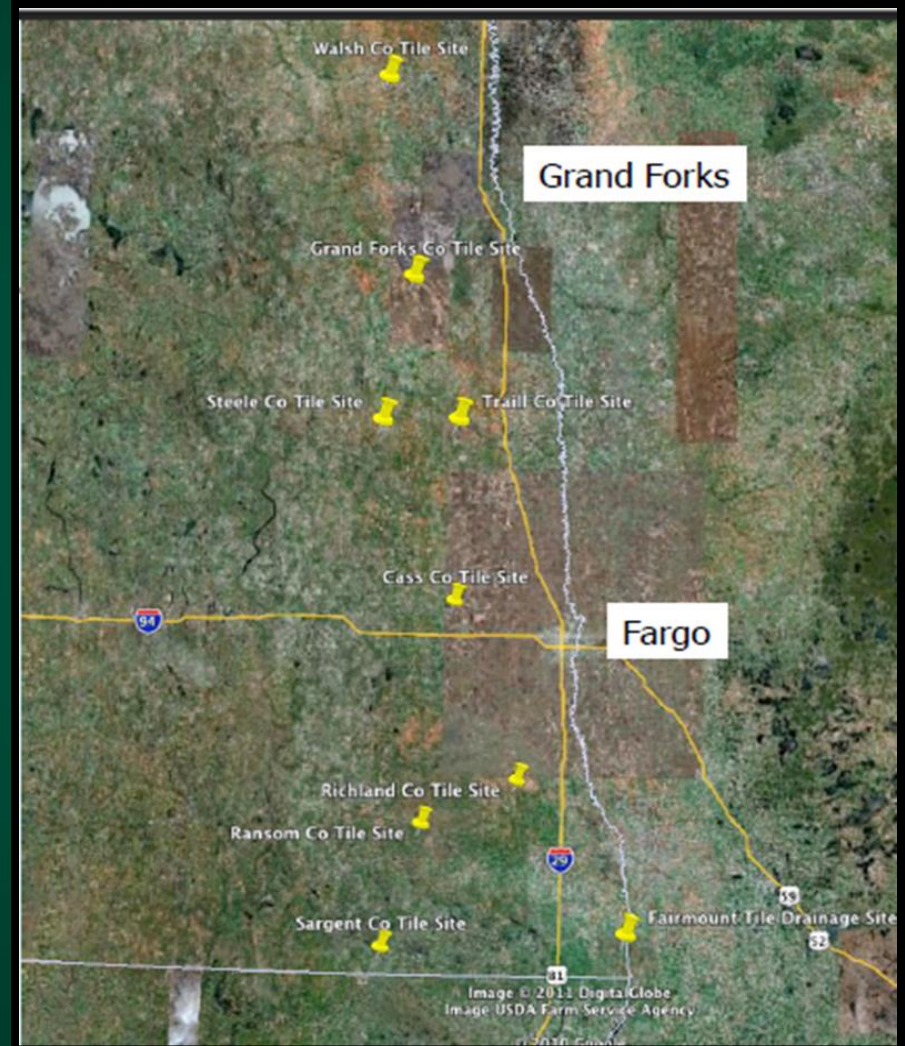 Walsh Co Tile Site
Grand Forks
Grand Forks Co Tile Site
Steele Co Tile Site
Traill Co Tile Site
Cass Co Tile Site
94
Fargo
Richland Co Tile Site
Ransom Co Tile Site
29
59
Sargent Co Tile Site
Fairmount Tile Drainage Site
52
81
Image © 2011 DigitalGlobe
Image USDA Farm Service Agency
© 2010 Google